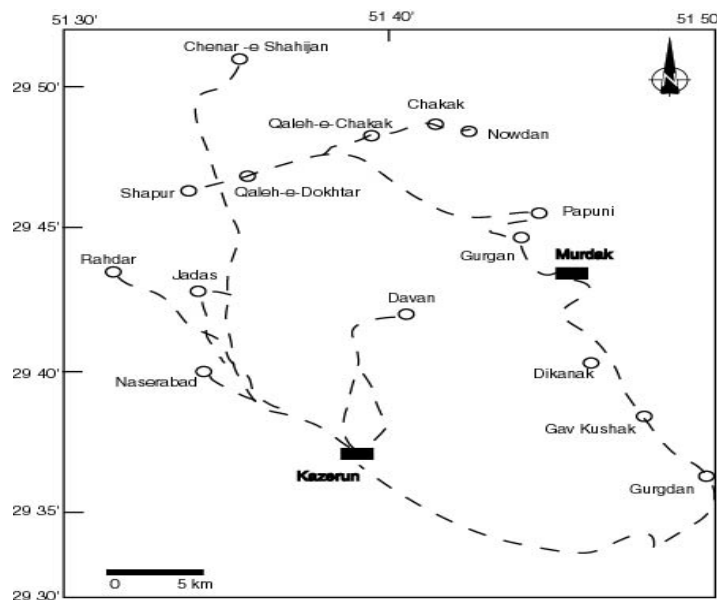 51 30'
51 40'
51 50'
Chenar -e Shahijan
29 50'
N
Chakak
Qaleh-e-Chakak
Nowdan
Shapur
Qaleh-e-Dokhtar
Papuni
29 45'
Gurgan
Murdak
Rahdar
Jadas
Davan
29 40'
Naserabad
Dikanak
Gav Kushak
Kazerun
Gurgdan
29 35'
0 5 km
29 30'